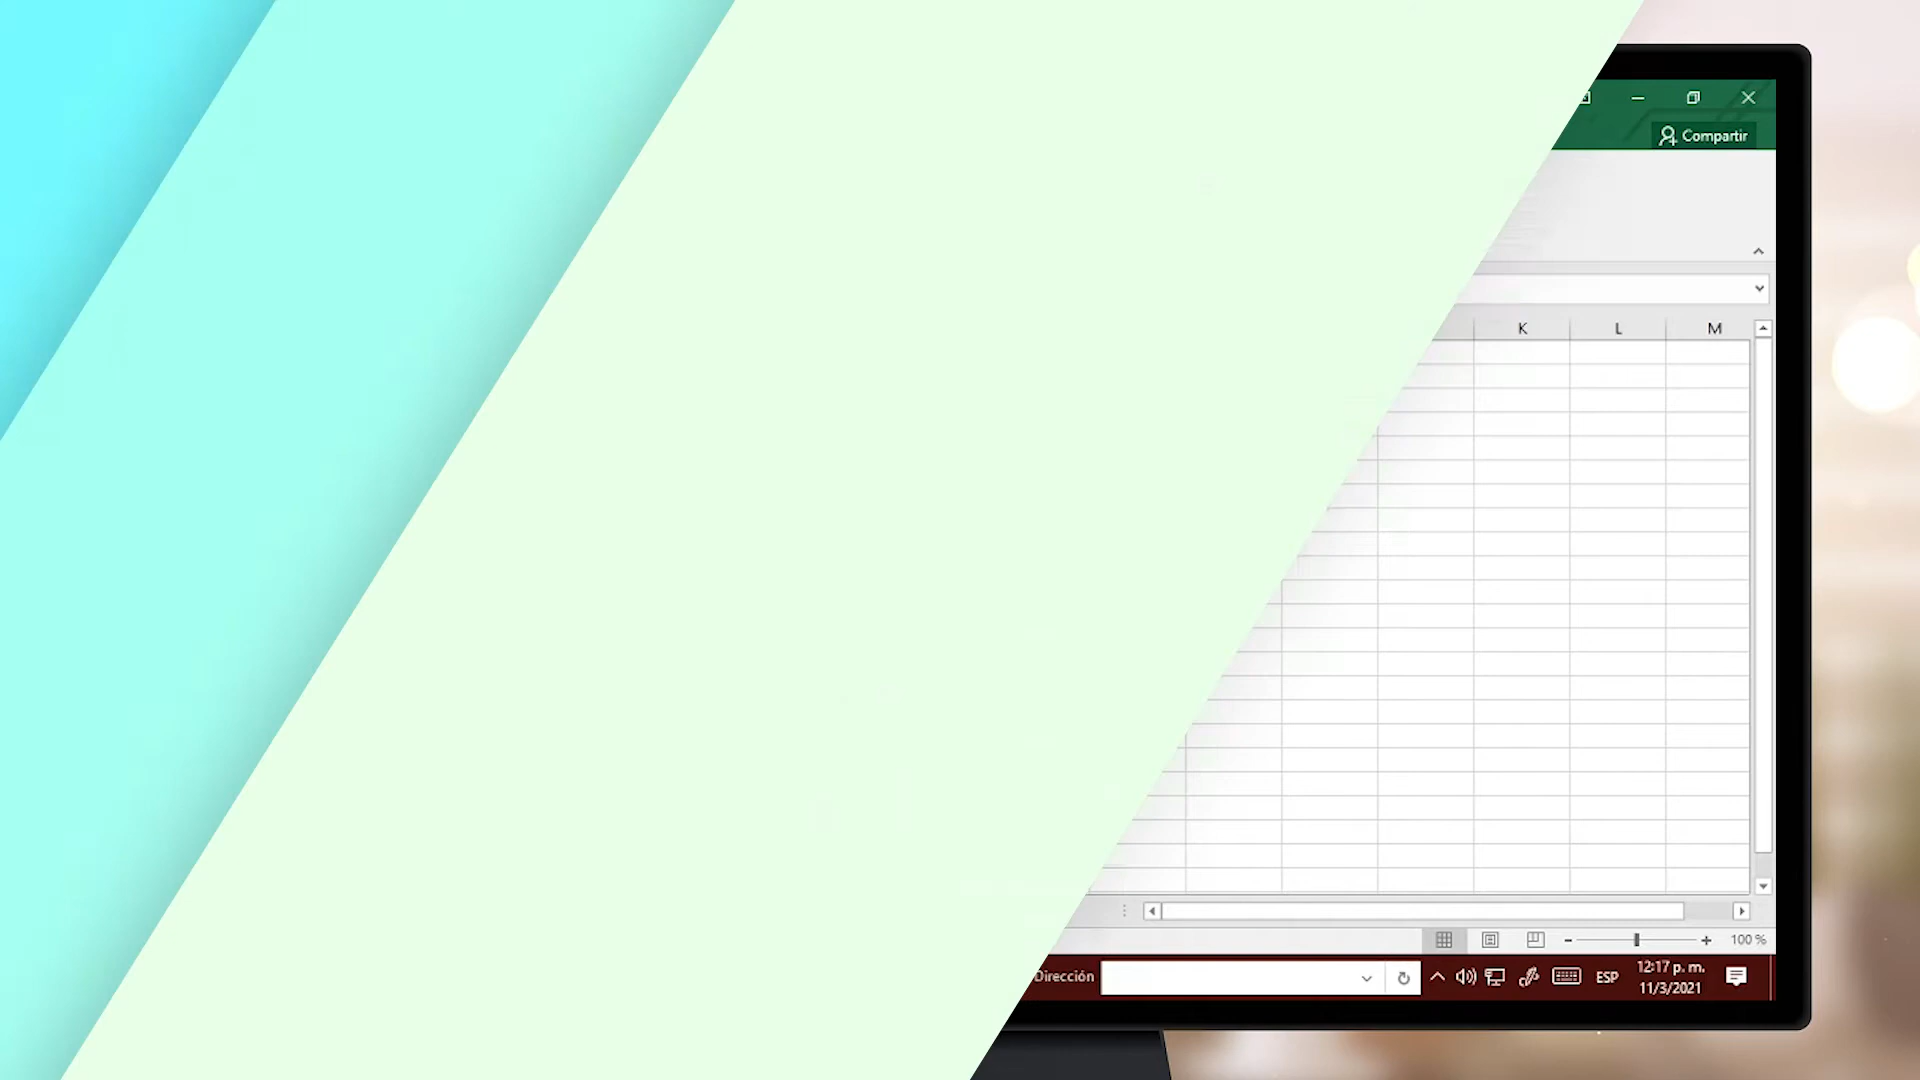 Compartir
K L M
100 %
Dirección
ESP
12:17 p. m.
11/3/2021